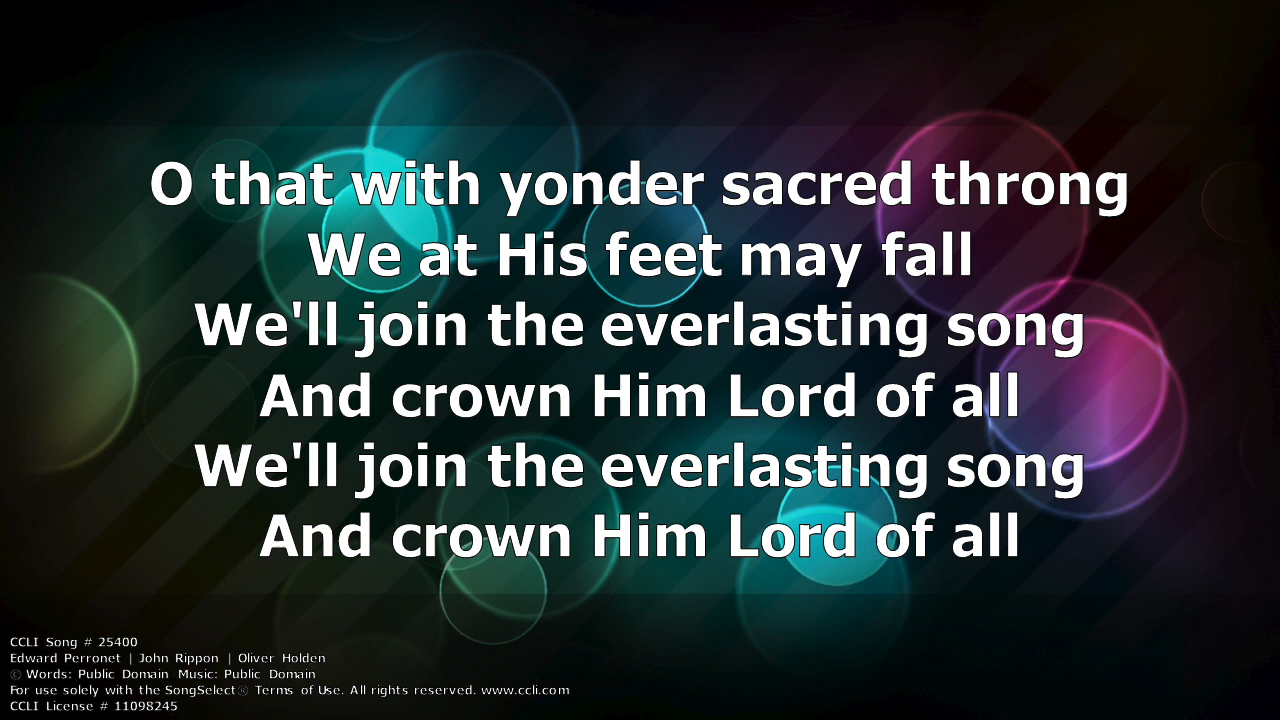 O that with yonder sacred throng
We at His feet may fall
We'll join the everlasting song
And crown Him Lord of all
We'll join the everlasting song
And crown Him Lord of all
CCLI Song # 25400
Edward Perronet | John Rippon | Oliver Holden
© Words: Public Domain Music: Public Domain
For use solely with the SongSelect® Terms of Use. All rights reserved. www.ccli.com
CCLI License # 11098245